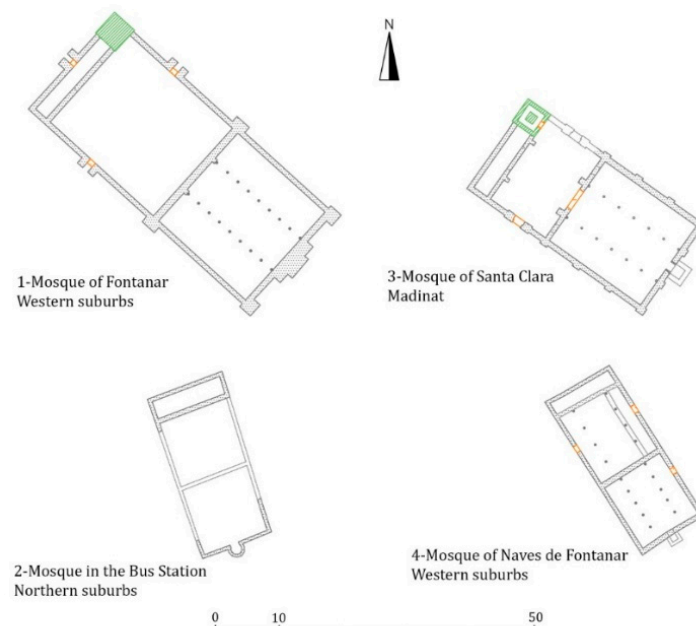 N
1-Mosque of Fontanar
Western suburbs
3-Mosque of Santa Clara
Madinat
2-Mosque in the Bus Station
Northern suburbs
4-Mosque of Naves de Fontanar
Western suburbs
0 10 50